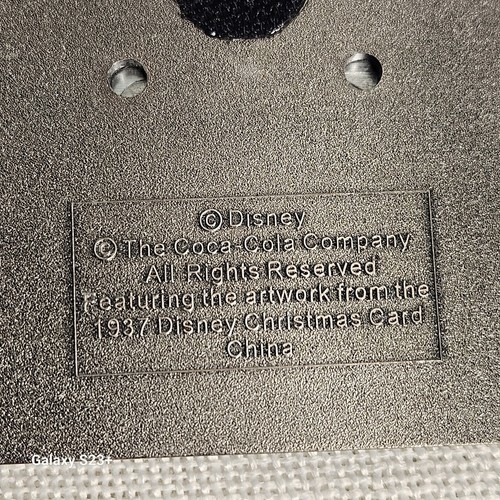 © Disney
© The Coca-Cola Company
All Rights Reserved
Featuring the artwork from the
1937 Disney Christmas Card
China
Galaxy S23+